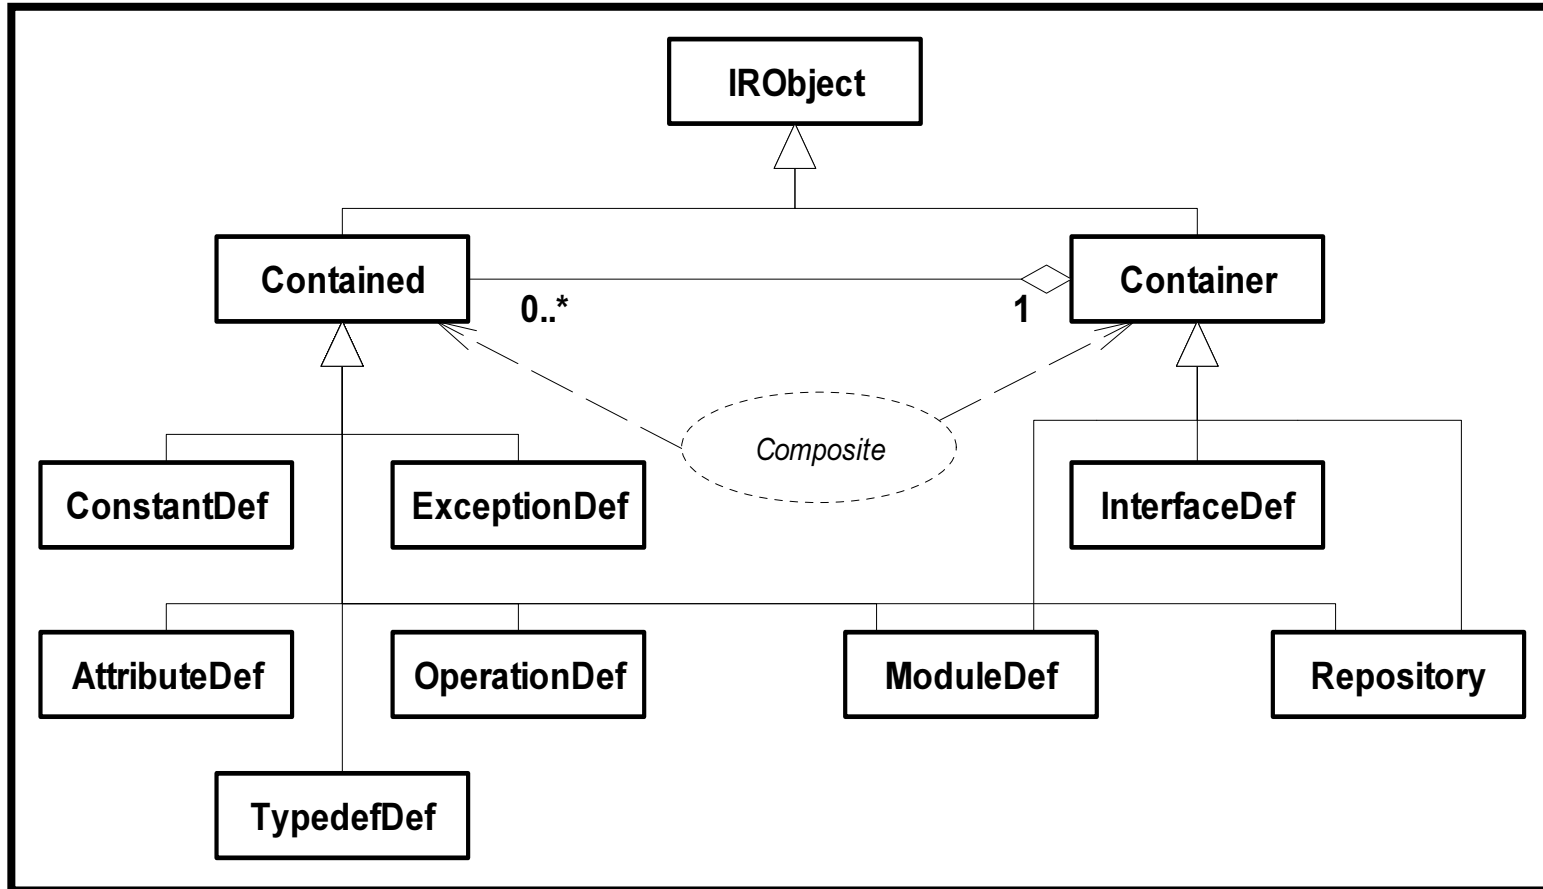 IRObject
Contained
Container
0..*
1
Composite
ConstantDef
ExceptionDef
InterfaceDef
AttributeDef
OperationDef
ModuleDef
Repository
TypedefDef